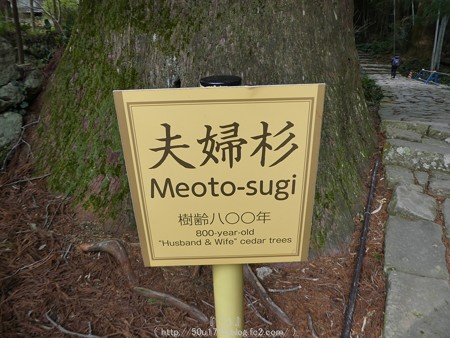 夫婦杉
Meoto-sugi
樹齢八〇〇年
800-year-old
"Husband & Wife" cedar trees